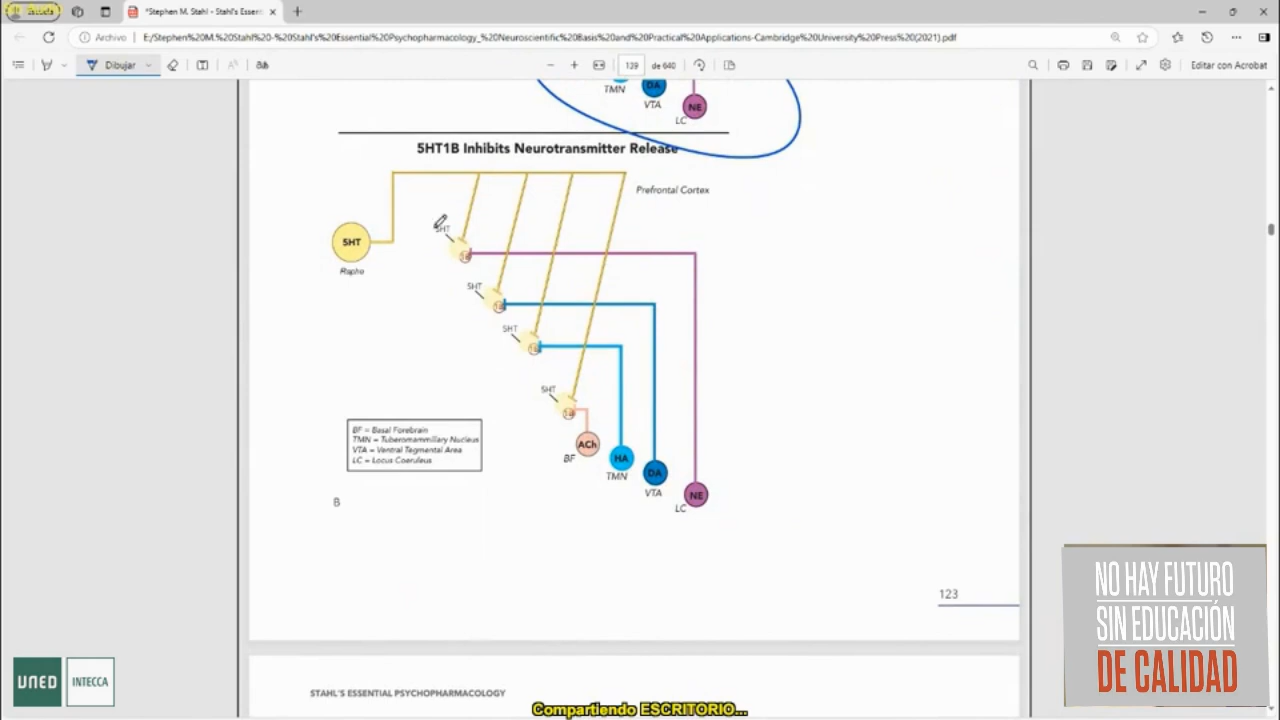 *Stephen M. Stahl - Stahl's Essen
Archivo
E:/Stephen%20M.%20Stahl%20-%20Stahl's%20Essential%20Psychopharmacology_%20Neuroscientific%20Basis%20and%20Practical%20Applications-Cambridge%20University%20Press%20(2021).pdf
Dibujar
139
de 640
Editar con Acrobat
TMN
DA
VTA
NE
LC
5HT1B Inhibits Neurotransmitter Release
Prefrontal Cortex
5HT
5HT
Raphe
5HT
5HT
5HT
BF = Basal Forebrain
TMN = Tuberomammillary Nucleus
VTA = Ventral Tegmental Area
LC = Locus Coeruleus
ACh
BF
HA
TMN
DA
VTA
NE
LC
B
123
NO HAY FUTURO
SIN EDUCACIÓN
DE CALIDAD
UNED
INTECCA
STAHL'S ESSENTIAL PSYCHOPHARMACOLOGY
Compartiendo ESCRITORIO...